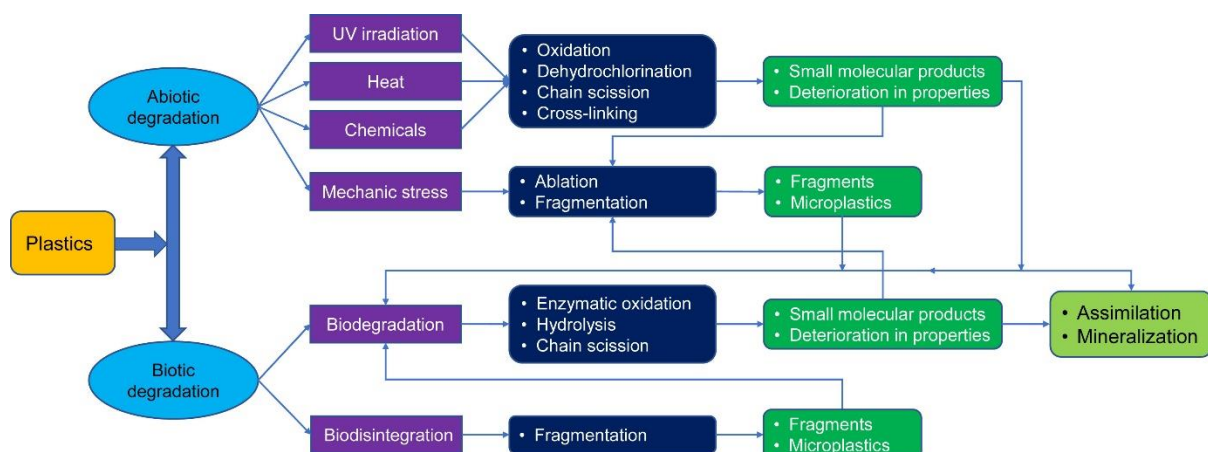 Plastics
Abiotic
degradation
Biotic
degradation
UV irradiation
Heat
Chemicals
Mechanic stress
Biodegradation
Biodisintegration
• Oxidation
• Dehydrochlorination
• Chain scission
• Cross-linking
• Ablation
• Fragmentation
• Enzymatic oxidation
• Hydrolysis
• Chain scission
• Fragmentation
• Small molecular products
• Deterioration in properties
• Fragments
• Microplastics
• Small molecular products
• Deterioration in properties
• Fragments
• Microplastics
• Assimilation
• Mineralization